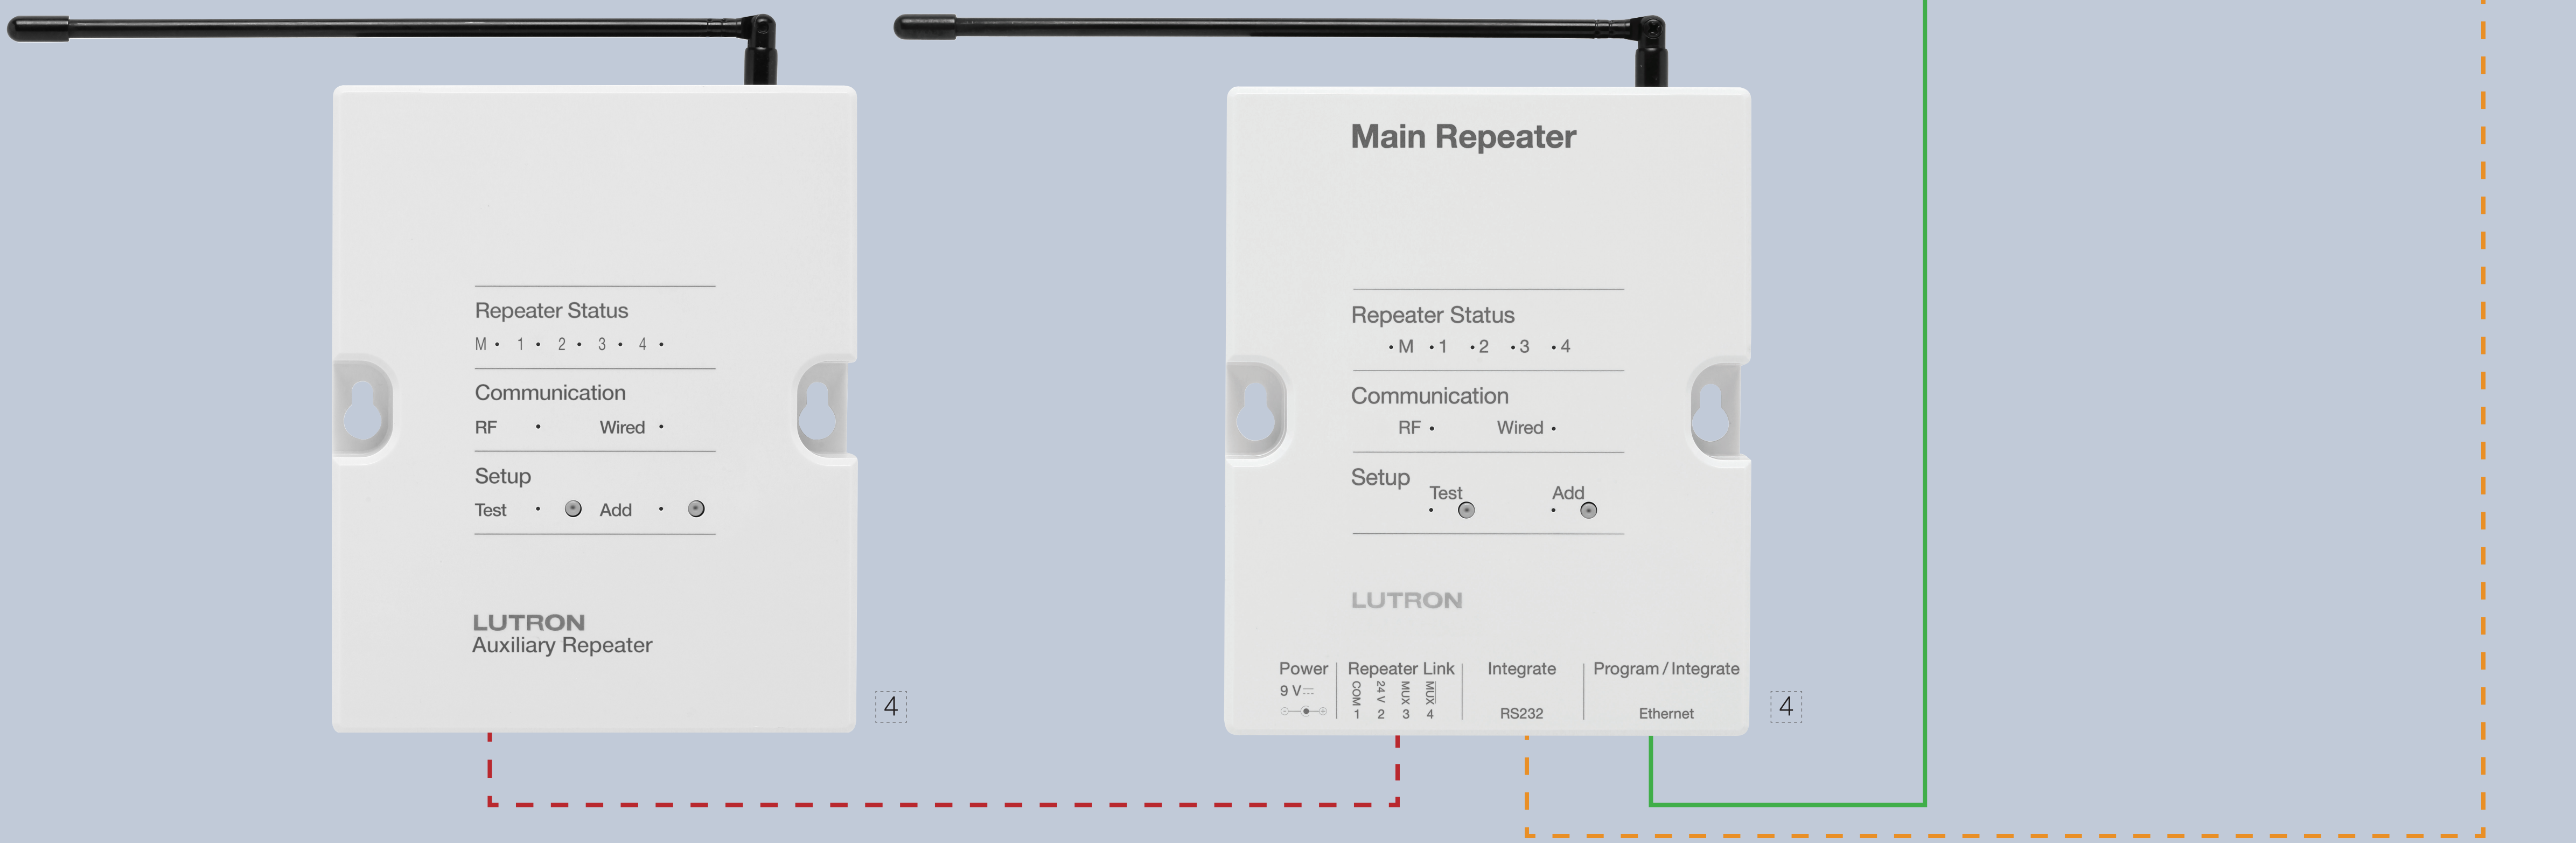 Repeater Status
M 1 2 3 4
Communication
RF Wired
Setup
Test Add
LUTRON
Auxiliary Repeater
4
Main Repeater
Repeater Status
M 1 2 3 4
Communication
RF Wired
Setup
Test Add
LUTRON
Power Repeater Link Integrate Program / Integrate
9 V
COM 24 V MUX MUX
1 2 3 4 RS232 Ethernet
4